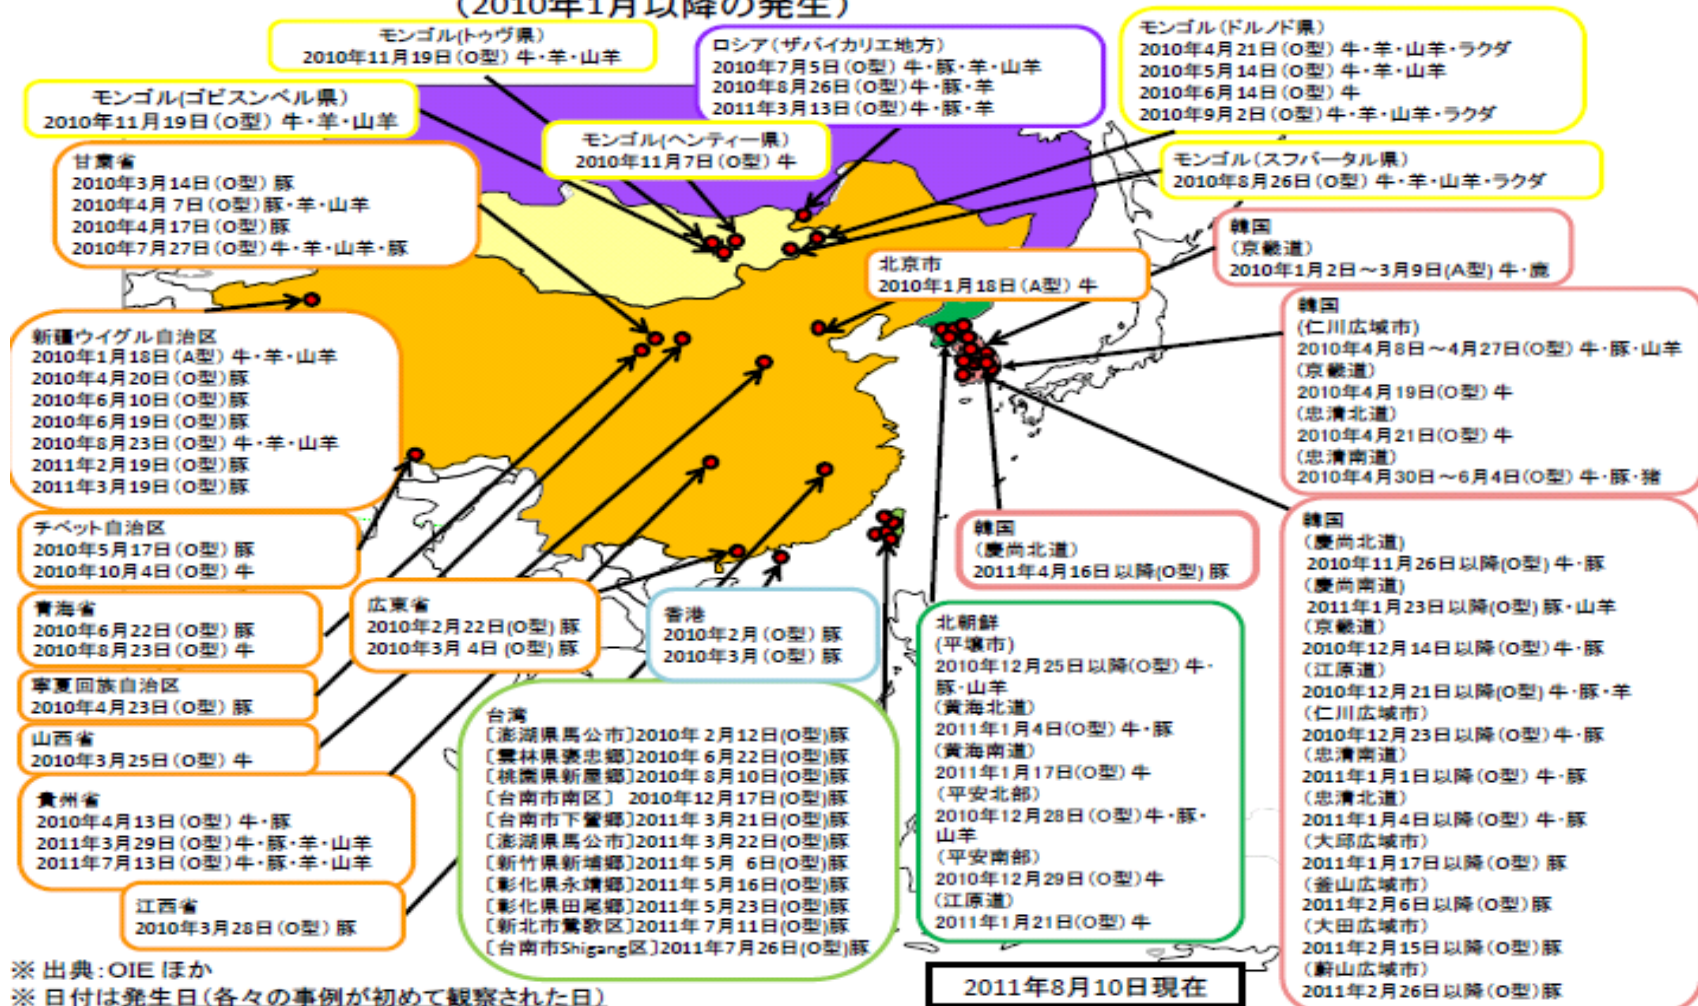 (2010年1月以降の発生)
モンゴル(トゥヴ県)
2010年11月19日(O型) 牛・羊・山羊
ロシア(ザバイカリエ地方)
2010年7月5日(O型) 牛・豚・羊・山羊
2010年8月26日(O型) 牛・豚・羊
2011年3月13日(O型) 牛・豚・羊
モンゴル(ドルノド県)
2010年4月21日(O型) 牛・羊・山羊・ラクダ
2010年5月14日(O型) 牛・羊・山羊
2010年6月14日(O型) 牛
2010年9月2日(O型) 牛・羊・山羊・ラクダ
モンゴル(ゴビスンベル県)
2010年11月19日(O型) 牛・羊・山羊
モンゴル(ヘンティー県)
2010年11月7日(O型) 牛
モンゴル(スフバータル県)
2010年8月26日(O型) 牛・羊・山羊・ラクダ
甘粛省
2010年3月14日(O型) 豚
2010年4月 7日(O型) 豚・羊・山羊
2010年4月17日(O型) 豚
2010年7月27日(O型) 牛・羊・山羊・豚
韓国
(京畿道)
2010年1月2日~3月9日(A型) 牛・鹿
北京市
2010年1月18日(A型) 牛
韓国
(仁川広域市)
2010年4月8日~4月27日(O型) 牛・豚・山羊
(京畿道)
2010年4月19日(O型) 牛
(忠清北道)
2010年4月21日(O型) 牛
(忠清南道)
2010年4月30日~6月4日(O型) 牛・豚・猪
新疆ウイグル自治区
2010年1月18日(A型) 牛・羊・山羊
2010年4月20日(O型) 豚
2010年6月10日(O型) 豚
2010年6月19日(O型) 豚
2010年8月23日(O型) 牛・羊・山羊
2011年2月19日(O型) 豚
2011年3月19日(O型) 豚
チベット自治区
2010年5月17日(O型) 豚
2010年10月4日(O型) 牛
韓国
(慶尚北道)
2011年4月16日以降(O型) 豚
韓国
(慶尚北道)
2010年11月26日以降(O型) 牛・豚
(慶尚南道)
2011年1月23日以降(O型) 豚・山羊
(京畿道)
2010年12月14日以降(O型) 牛・豚
(江原道)
2010年12月21日以降(O型) 牛・豚・羊
(仁川広域市)
2010年12月23日以降(O型) 牛・豚
(忠清南道)
2011年1月1日以降(O型) 牛・豚
(忠清北道)
2011年1月4日以降(O型) 牛・豚
(大邱広域市)
2011年1月17日以降(O型) 豚
(釜山広域市)
2011年2月6日以降(O型) 豚
(大田広域市)
2011年2月15日以降(O型) 豚
(蔚山広域市)
2011年2月26日以降(O型) 豚
青海省
2010年6月22日(O型) 豚
2010年8月23日(O型) 牛
広東省
2010年2月22日(O型) 豚
2010年3月 4日 (O型) 豚
香港
2010年2月(O型) 豚
2010年3月(O型) 豚
北朝鮮
(平壌市)
2010年12月25日以降(O型) 牛・
豚・山羊
(黄海北道)
2011年1月4日(O型) 牛・豚
(黄海南道)
2011年1月17日(O型) 牛
(平安北部)
2010年12月28日(O型) 牛・豚・
山羊
(平安南部)
2010年12月29日(O型) 牛
(江原道)
2011年1月21日(O型) 牛
寧夏回族自治区
2010年4月23日(O型) 豚
山西省
2010年3月25日(O型) 牛
貴州省
2010年4月13日(O型) 牛・豚
2011年3月29日(O型) 牛・豚・羊・山羊
2011年7月13日(O型) 牛・豚・羊・山羊
江西省
2010年3月28日(O型) 豚
台湾
〔澎湖県馬公市〕2010年 2月12日(O型)豚
〔雲林県褒忠郷〕2010年 6月22日(O型)豚
〔桃園県新屋郷〕2010年 8月10日(O型)豚
〔台南市南区〕 2010年12月17日(O型)豚
〔台南市下營郷〕2011年 3月21日(O型)豚
〔澎湖県馬公市〕2011年 3月22日(O型)豚
〔新竹県新埔郷〕2011年 5月 6日(O型)豚
〔彰化県永靖郷〕2011年 5月16日(O型)豚
〔彰化県田尾郷〕2011年 5月23日(O型)豚
〔新北市鶯歌区〕2011年 7月11日(O型)豚
〔台南市Shigang区〕2011年7月26日(O型)豚
※ 出典:OIE ほか
※ 日付は発生日(各々の事例が初めて観察された日)
2011年8月10日現在